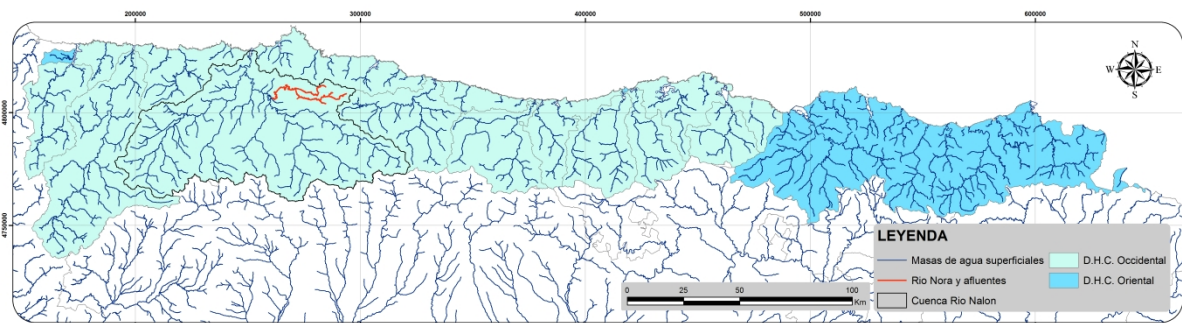 200000 300000 400000 500000 600000
N
W E
S
4800000
4750000
LEYENDA
Masas de agua superficiales
D.H.C. Occidental
Rio Nora y afluentes
D.H.C. Oriental
Cuenca Rio Nalon
0 25 50 100
Km